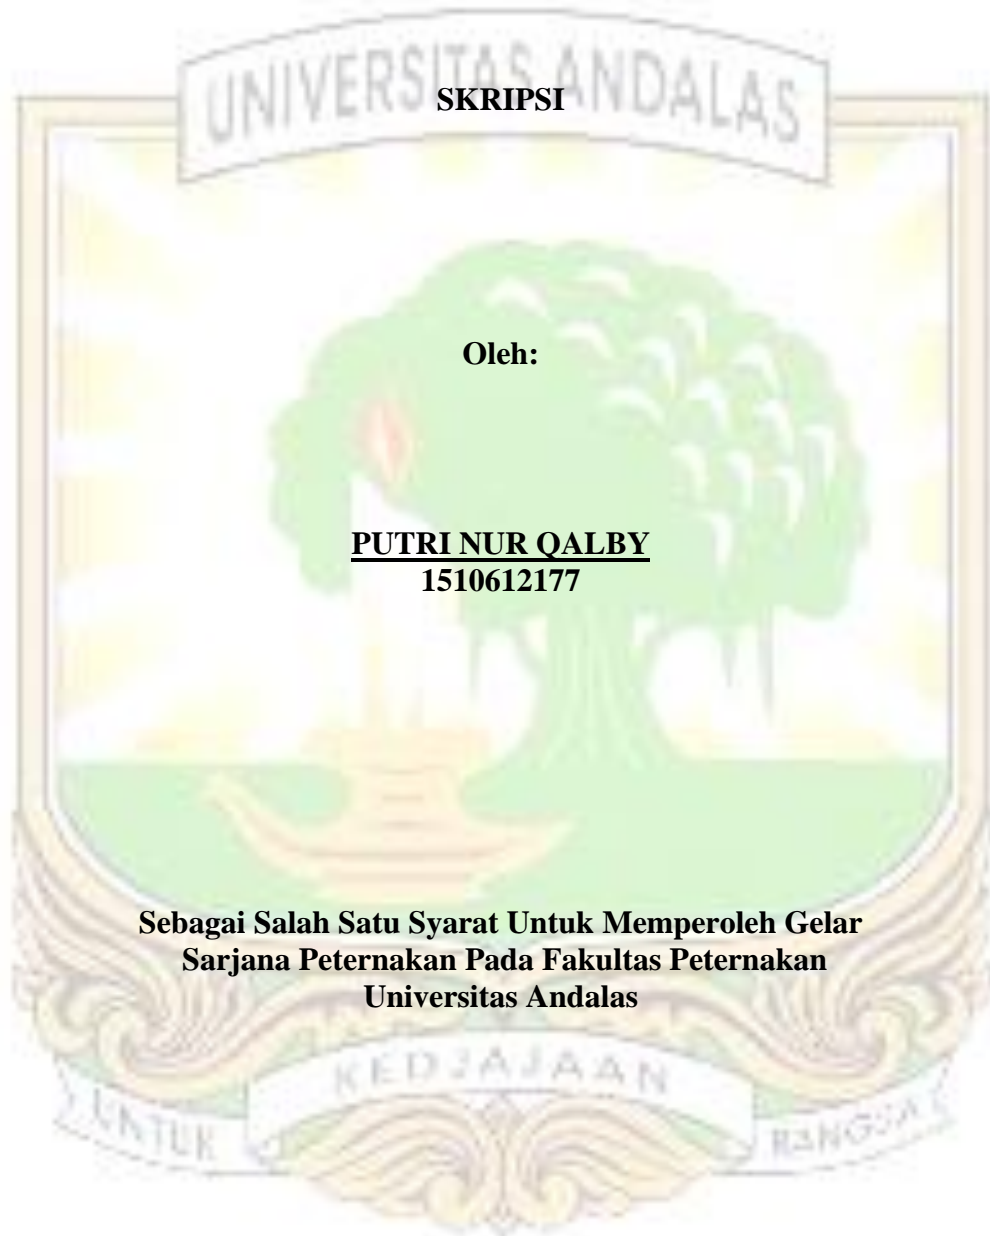 UNIVERSITAS ANDALAS
SKRIPSI
Oleh:
PUTRI NUR QALBY
1510612177
Sebagai Salah Satu Syarat Untuk Memperoleh Gelar
Sarjana Peternakan Pada Fakultas Peternakan
Universitas Andalas
KEDJAJAAN
UNTUK
BANGSA